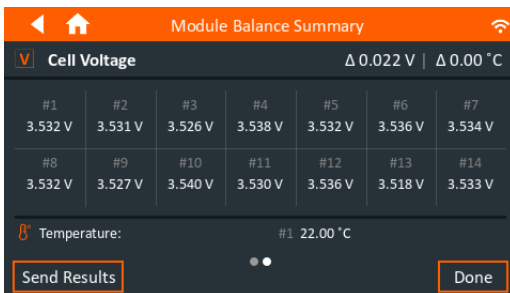 Module Balance Summary
V Cell Voltage Δ 0.022 V | Δ 0.00 °C
#1 #2 #3 #4 #5 #6 #7
3.532 V 3.531 V 3.526 V 3.538 V 3.532 V 3.536 V 3.534 V
#8 #9 #10 #11 #12 #13 #14
3.532 V 3.527 V 3.540 V 3.530 V 3.536 V 3.518 V 3.533 V
Temperature: #1 22.00 °C
Send Results Done